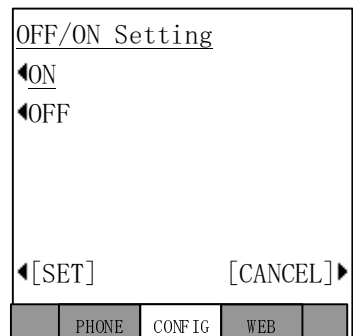 OFF/ON Setting
◀ON
◀OFF
◀[SET] [CANCEL]▶
PHONE CONFIG WEB